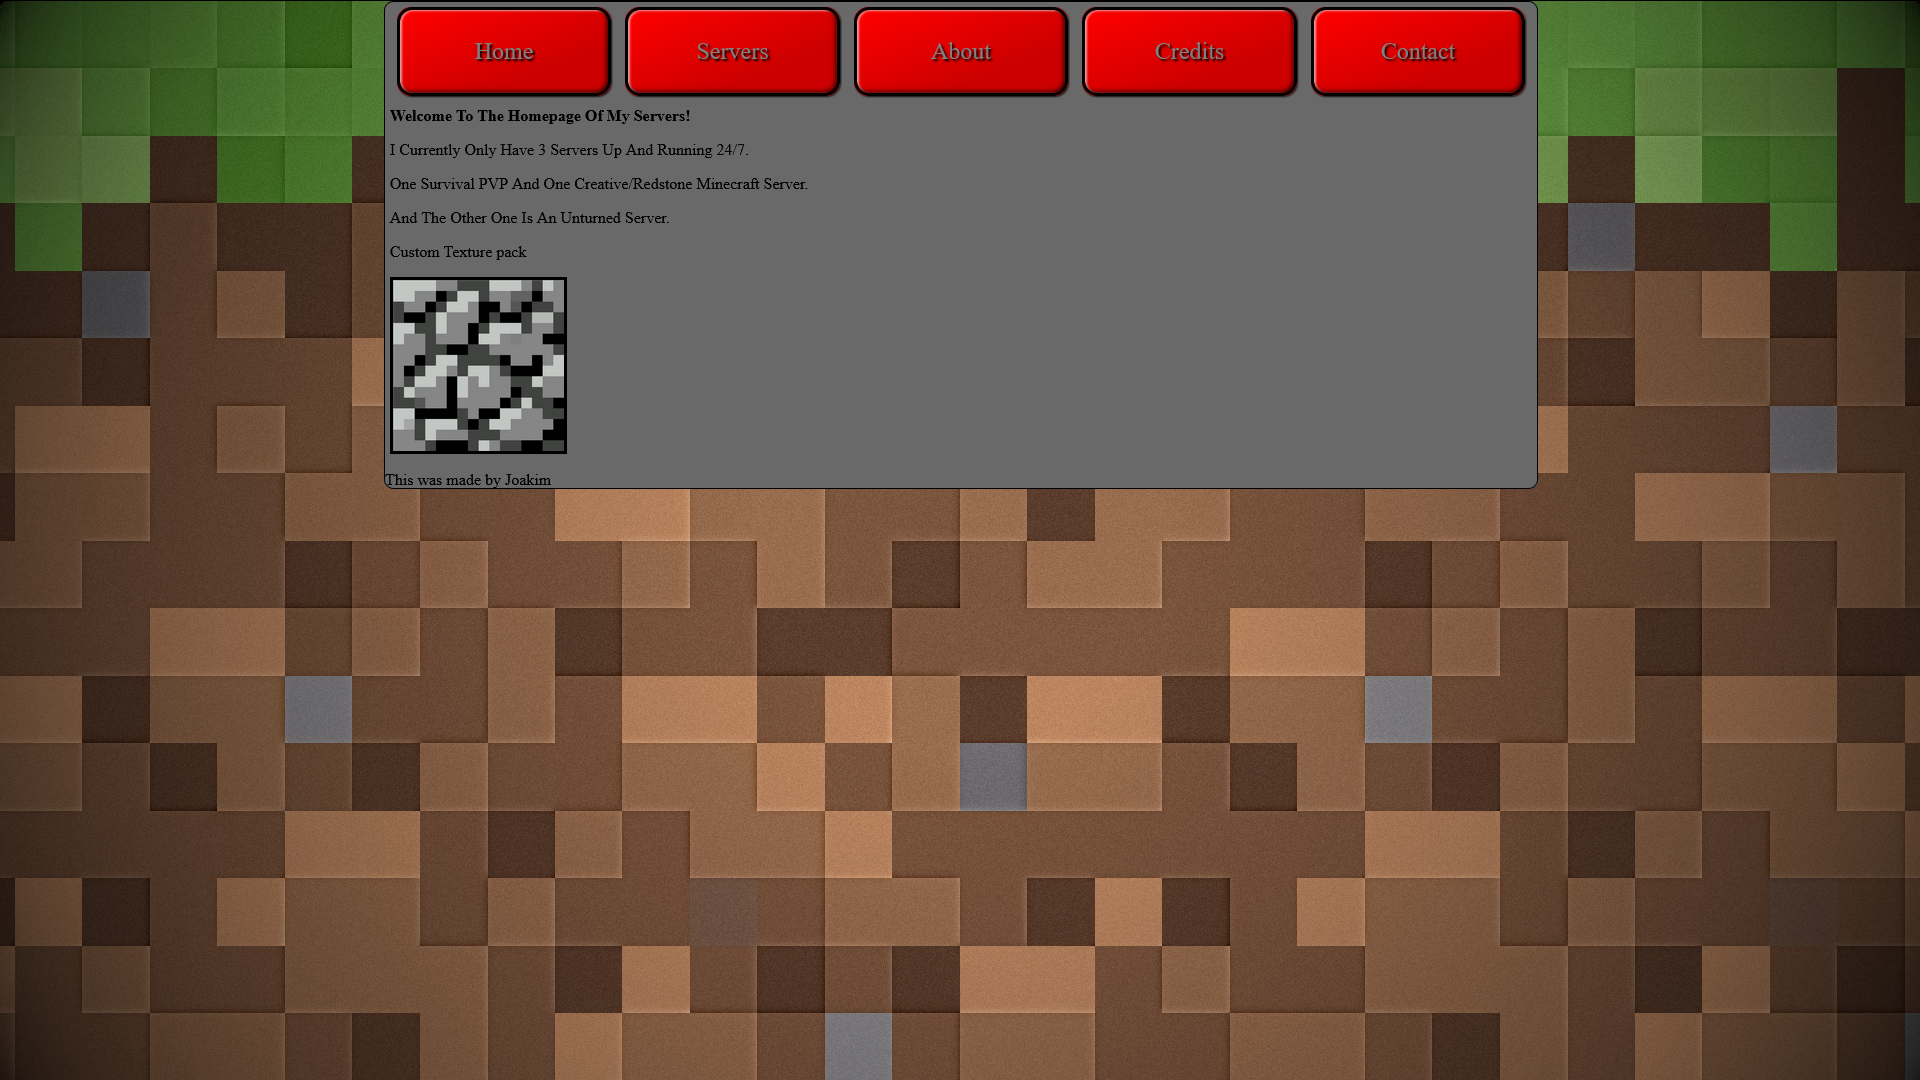 Home
Servers
About
Credits
Contact
Welcome To The Homepage Of My Servers!
I Currently Only Have 3 Servers Up And Running 24/7.
One Survival PVP And One Creative/Redstone Minecraft Server.
And The Other One Is An Unturned Server.
Custom Texture pack
This was made by Joakim